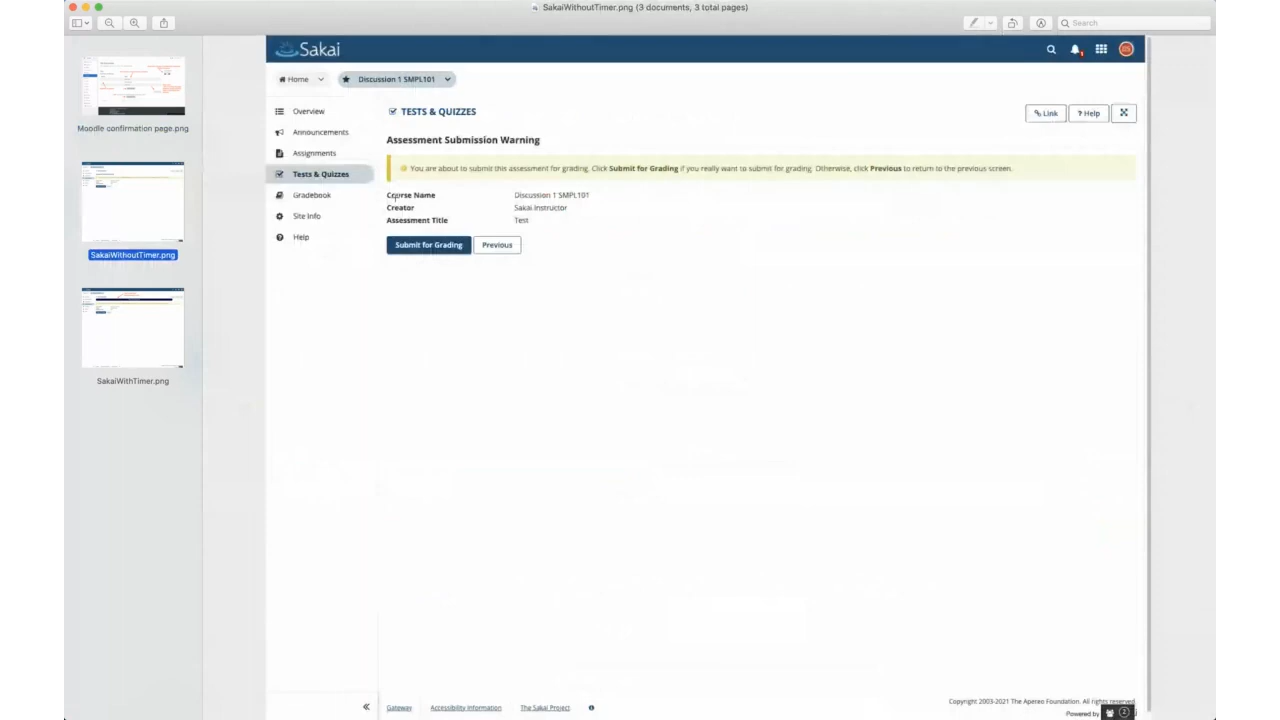 SakaiWithoutTimer.png (3 documents, 3 total pages)
Search
Moodle confirmation page.png
SakaiWithoutTimer.png
SakaiWithTimer.png
Sakai
Home
Discussion 1 SMPL101
Overview
Announcements
Assignments
Tests & Quizzes
Gradebook
Site Info
Help
TESTS & QUIZZES
Link
? Help
Assessment Submission Warning
You are about to submit this assessment for grading. Click Submit for Grading if you really want to submit for grading. Otherwise, click Previous to return to the previous screen.
Course Name Discussion 1 SMPL101
Creator Sakai Instructor
Assessment Title Test
Submit for Grading Previous
Gateway Accessibility Information The Sakai Project
Copyright 2003-2021 The Apereo Foundation. All rights reserved.
Powered by
2